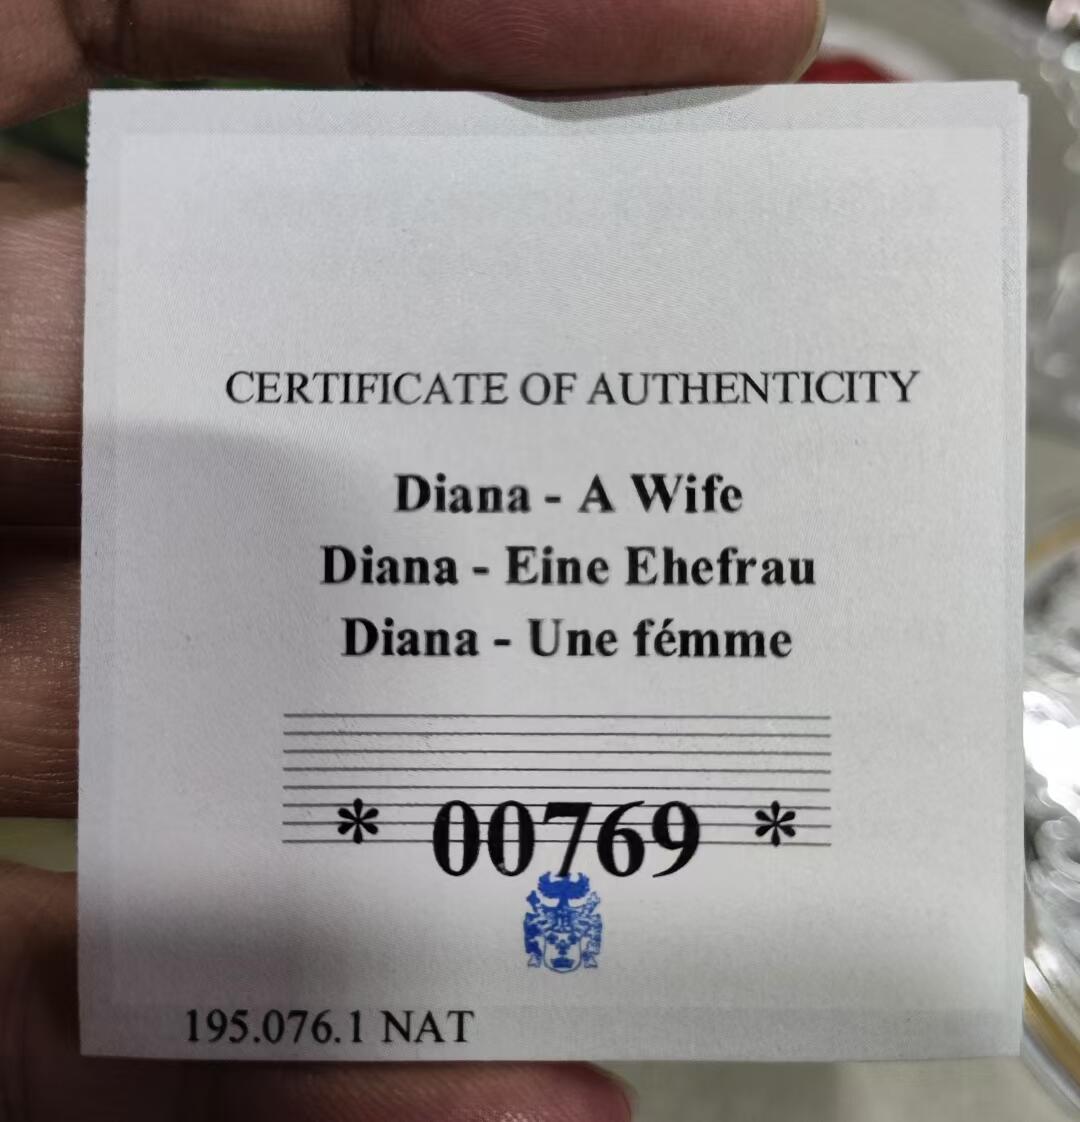 CERTIFICATE OF AUTHENTICITY
Diana - A Wife
Diana - Eine Ehefrau
Diana - Une fémme
* 00769 *
195.076.1 NAT